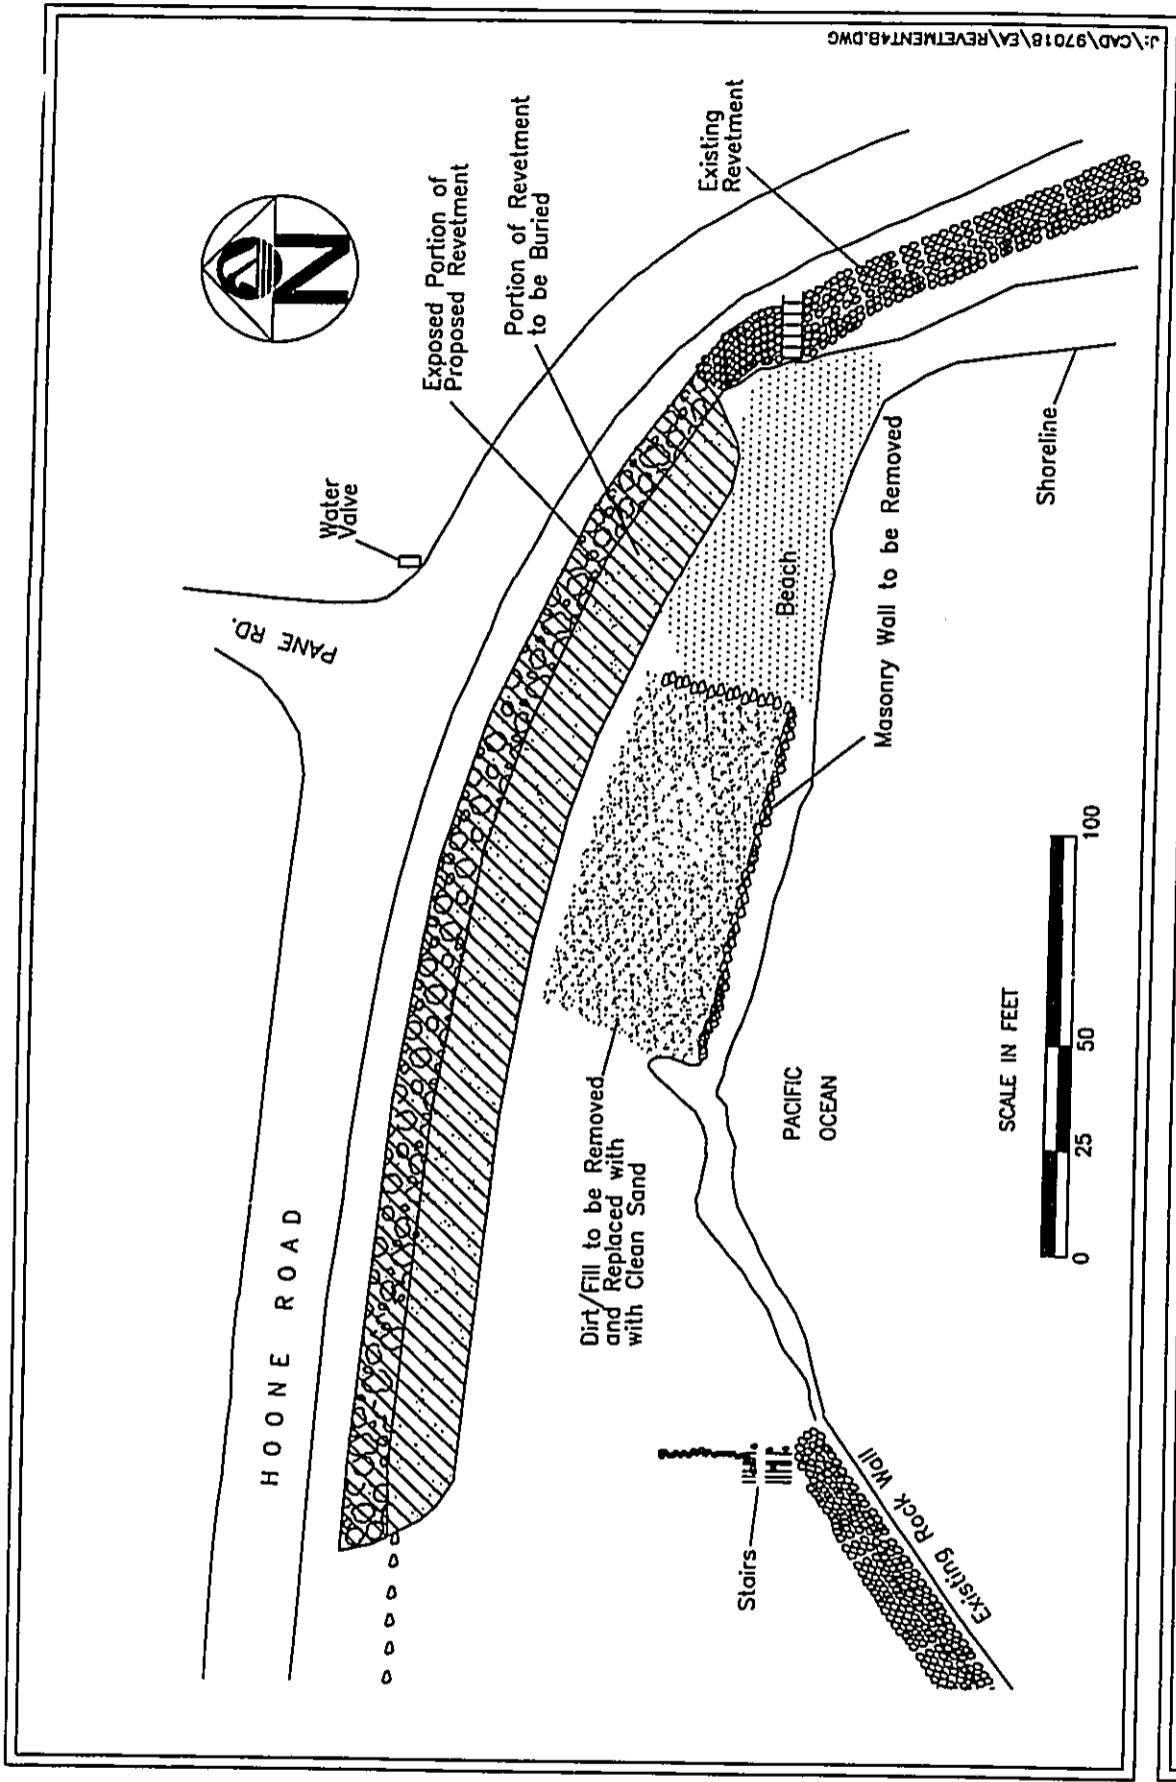 J:/CAD/97018/EA/REVETMENT4B.DWG
N
Exposed Portion of
Proposed Revetment
Portion of Revetment
to be Buried
Existing
Revetment
Water
Valve
PANE RD.
HOONE ROAD
Beach
Shoreline
Masonry Wall to be Removed
Dirt/Fill to be Removed
and Replaced with
with Clean Sand
PACIFIC
OCEAN
Stairs
Existing Rock Wall
SCALE IN FEET
0 25 50 100